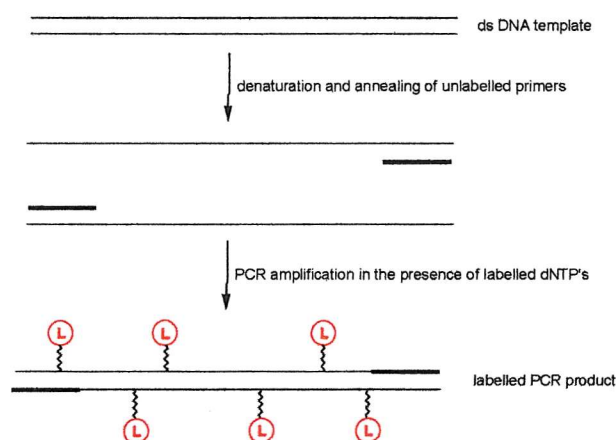 ds DNA template
denaturation and annealing of unlabelled primers
PCR amplification in the presence of labelled dNTP's
L L L
labelled PCR product
L L L